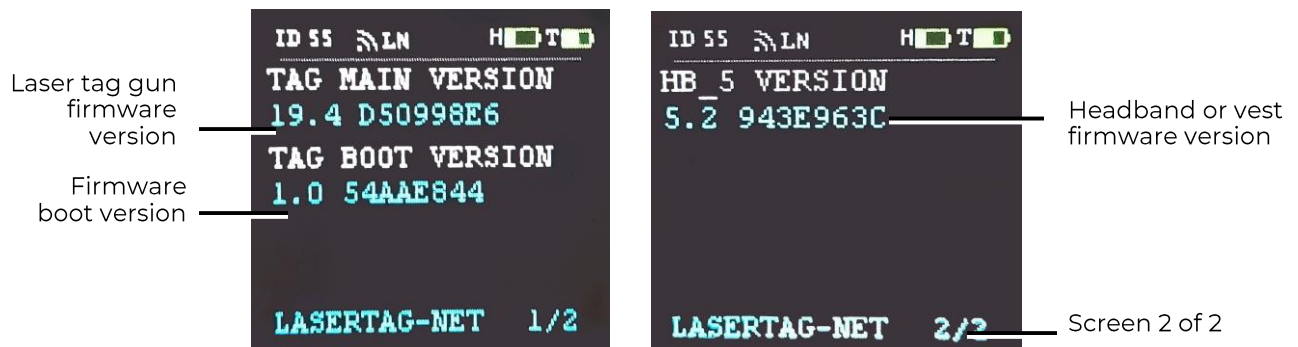 Laser tag gun
firmware
version
Firmware
boot version
ID 55 LN H T
TAG MAIN VERSION
19.4 D50998E6
TAG BOOT VERSION
1.0 54AAE844
LASERTAG-NET 1/2
ID 55 LN H T
HB_5 VERSION
5.2 943E963C
LASERTAG-NET 2/2
Headband or vest
firmware version
Screen 2 of 2